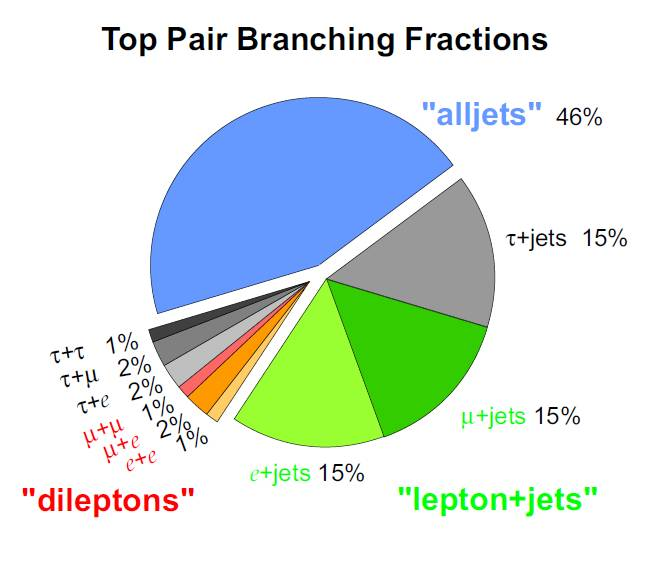 Top Pair Branching Fractions
"alljets" 46%
τ+jets 15%
μ+jets 15%
e+jets 15%
"lepton+jets"
τ+τ 1%
τ+μ 2%
τ+e 2%
μ+μ 1%
μ+e 2%
e+e 1%
"dileptons"